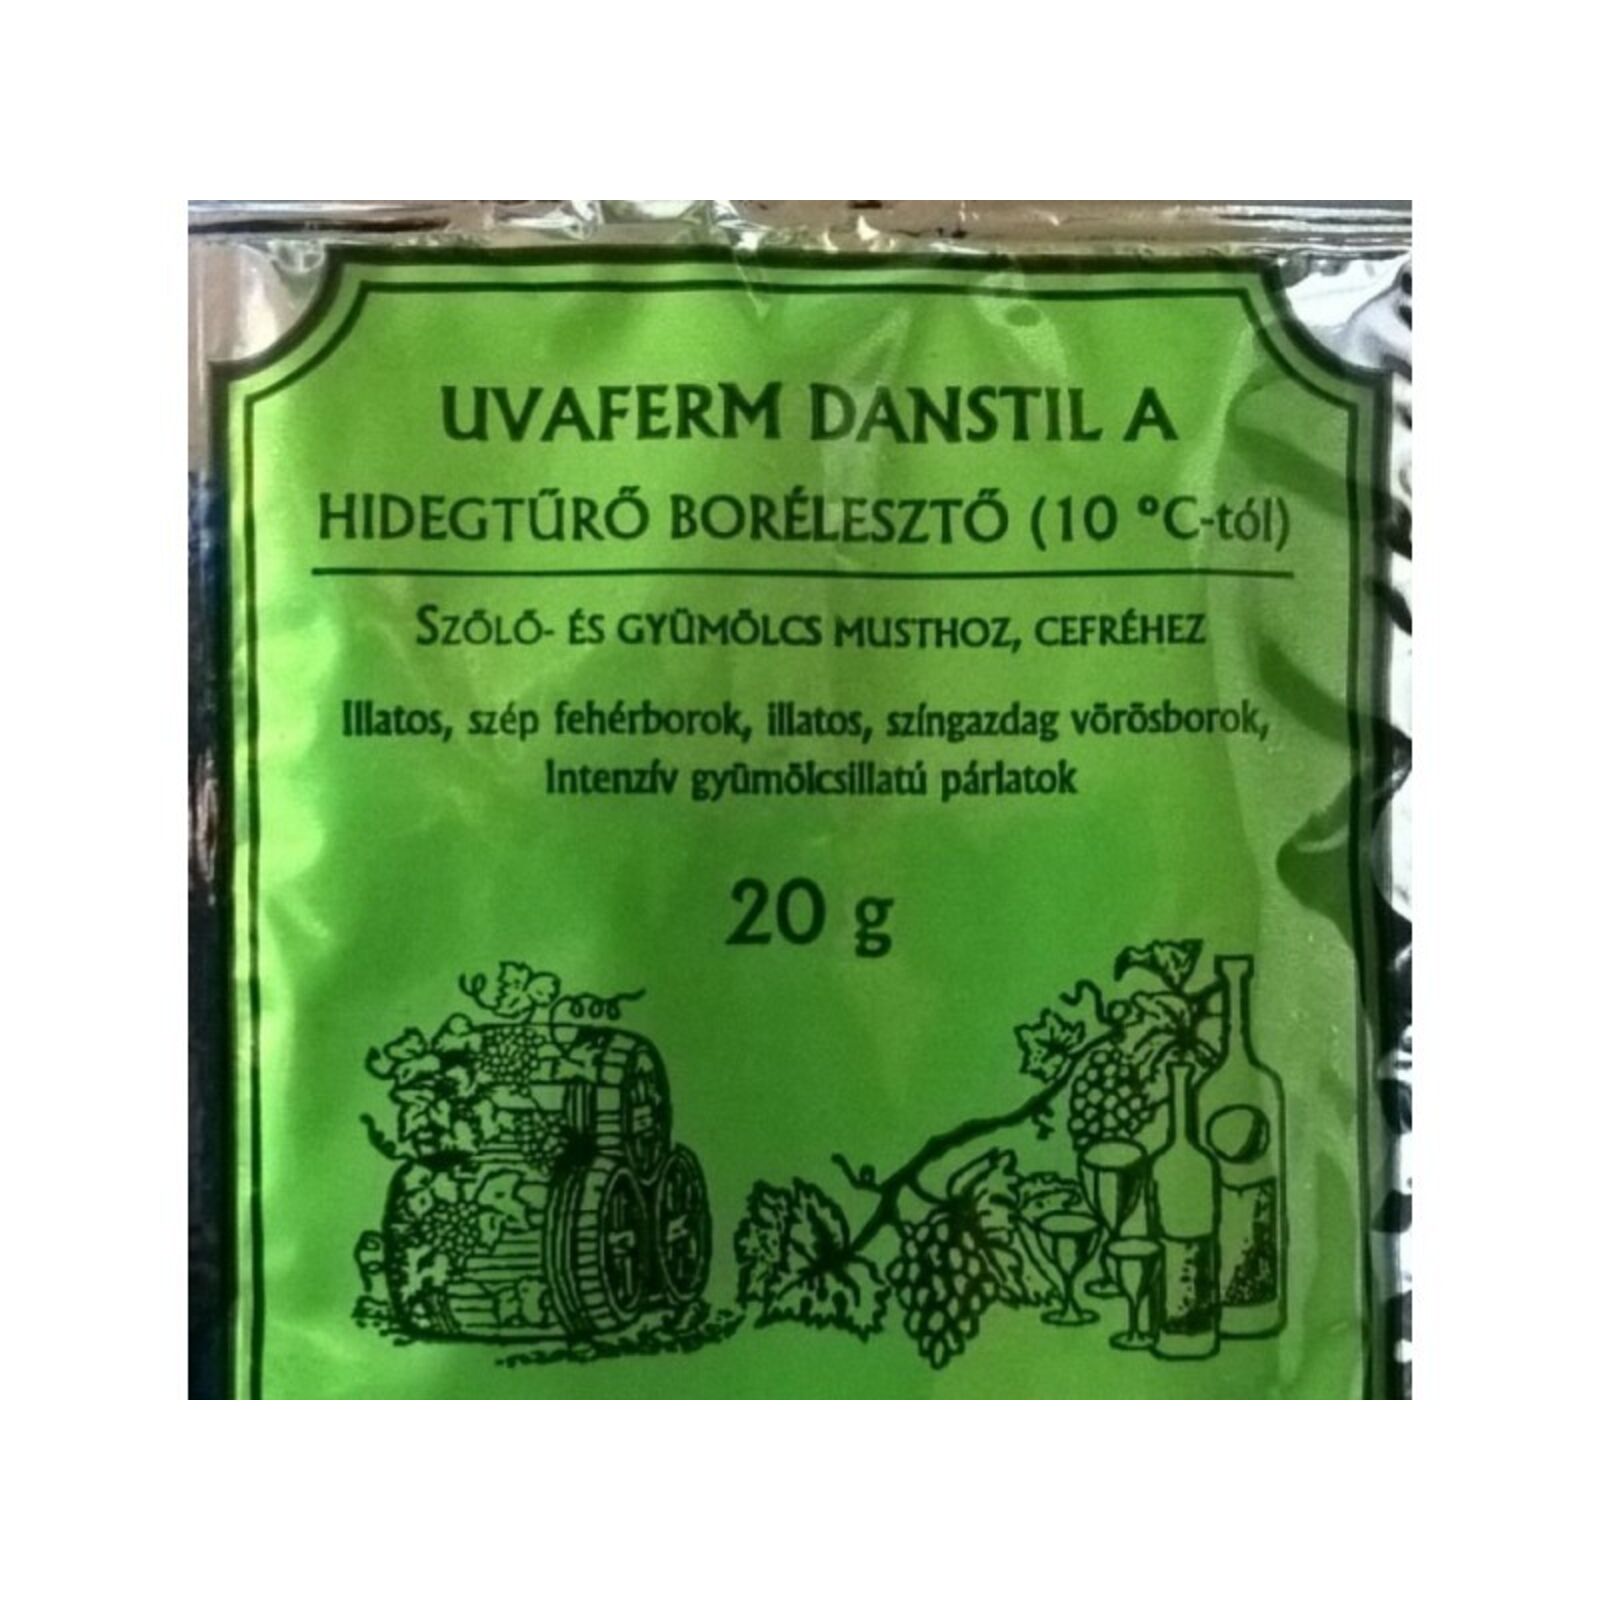 UVAFERM DANSTIL A
HIDEGTŰRŐ BORÉLESZTŐ (10 °C-tól)
SZŐLŐ- ÉS GYÜMÖLCS MUSTHOZ, CEFRÉHEZ
Illatos, szép fehérborok, illatos, színgazdag vörösborok,
Intenzív gyümölcsillatú párlatok
20 g